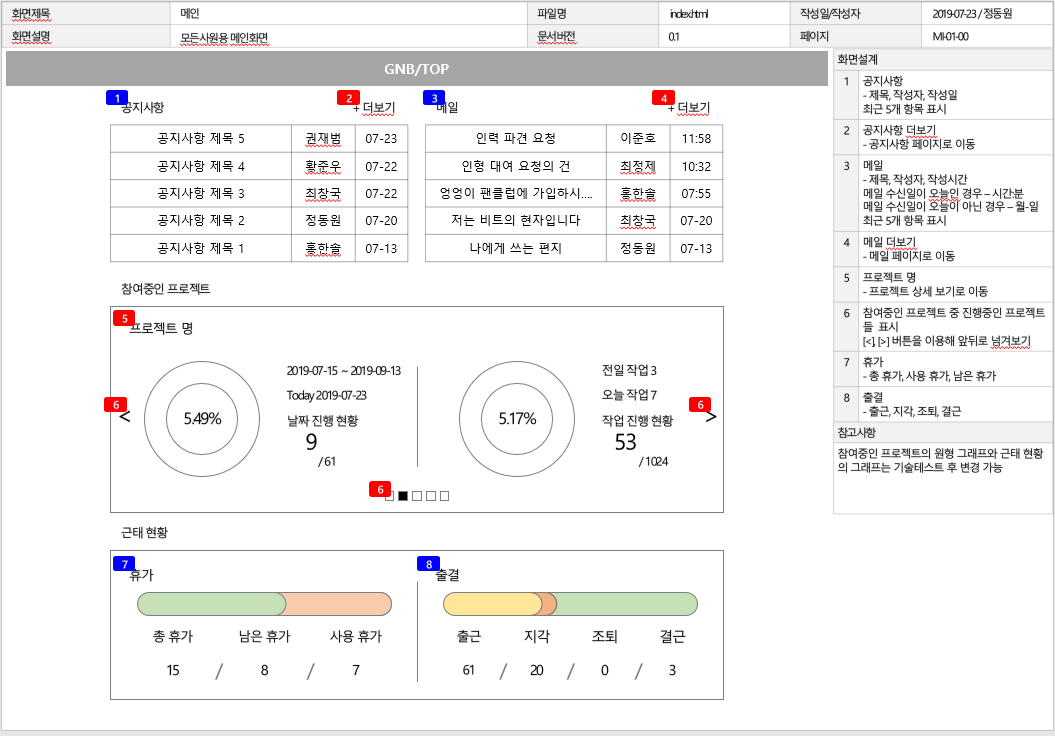 화면제목 메인 파일명 index.html 작성일/작성자 2019-07-23 / 정동원
화면설명 모든사원용 메인화면 문서버전 0.1 페이지 MI-01-00
GNB/TOP
1 공지사항 2 + 더보기
공지사항 제목 5 권재범 07-23
공지사항 제목 4 황준우 07-22
공지사항 제목 3 최창국 07-22
공지사항 제목 2 정동원 07-20
공지사항 제목 1 홍한솔 07-13
3 메일 4 + 더보기
인력 파견 요청 이준호 11:58
인형 대여 요청의 건 최정제 10:32
엉엉이 팬클럽에 가입하시.... 홍한솔 07:55
저는 비트의 현자입니다 최창국 07-20
나에게 쓰는 편지 정동원 07-13
참여중인 프로젝트
5 프로젝트 명
6 <
5.49%
2019-07-15 ~ 2019-09-13
Today 2019-07-23
날짜 진행 현황
9
/ 61
5.17%
전일 작업 3
오늘 작업 7
작업 진행 현황
53
/ 1024
6 >
6
근태 현황
7 휴가
총 휴가 남은 휴가 사용 휴가
15 / 8 / 7
8 출결
출근 지각 조퇴 결근
61 / 20 / 0 / 3
화면설계
1 공지사항
- 제목, 작성자, 작성일
최근 5개 항목 표시
2 공지사항 더보기
- 공지사항 페이지로 이동
3 메일
- 제목, 작성자, 작성시간
메일 수신일이 오늘인 경우 – 시간:분
메일 수신일이 오늘이 아닌 경우 – 월-일
최근 5개 항목 표시
4 메일 더보기
- 메일 페이지로 이동
5 프로젝트 명
- 프로젝트 상세 보기로 이동
6 참여중인 프로젝트 중 진행중인 프로젝트
들 표시
[<], [>] 버튼을 이용해 앞뒤로 넘겨보기
7 휴가
- 총 휴가, 사용 휴가, 남은 휴가
8 출결
- 출근, 지각, 조퇴, 결근
참고사항
참여중인 프로젝트의 원형 그래프와 근태 현황
의 그래프는 기술테스트 후 변경 가능